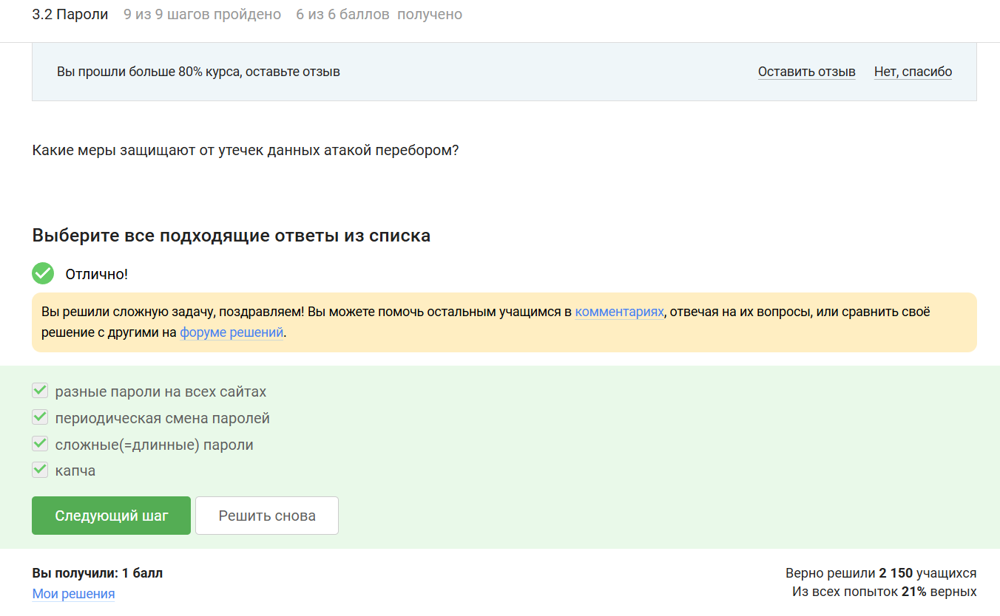 3.2 Пароли 9 из 9 шагов пройдено 6 из 6 баллов получено
Вы прошли больше 80% курса, оставьте отзыв Оставить отзыв Нет, спасибо
Какие меры защищают от утечек данных атакой перебором?
Выберите все подходящие ответы из списка
Отлично!
Вы решили сложную задачу, поздравляем! Вы можете помочь остальным учащимся в комментариях, отвечая на их вопросы, или сравнить своё
решение с другими на форуме решений.
разные пароли на всех сайтах
периодическая смена паролей
сложные(=длинные) пароли
капча
Следующий шаг Решить снова
Вы получили: 1 балл Верно решили 2 150 учащихся
Мои решения Из всех попыток 21% верных